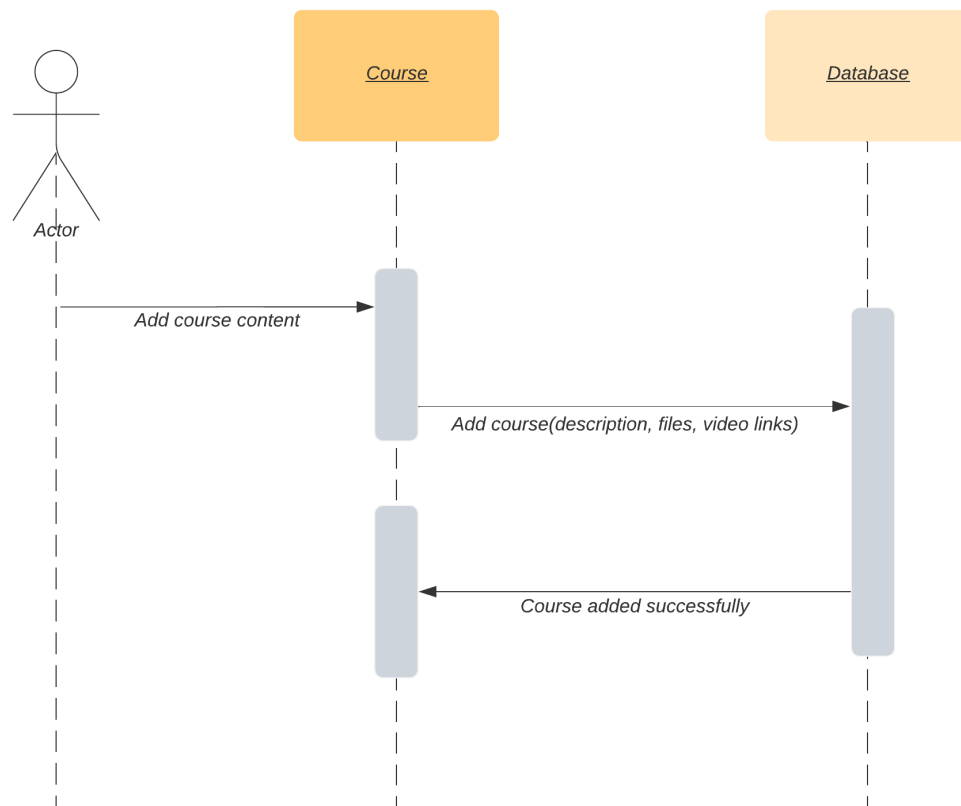 Course
Database
Actor
Add course content
Add course(description, files, video links)
Course added successfully